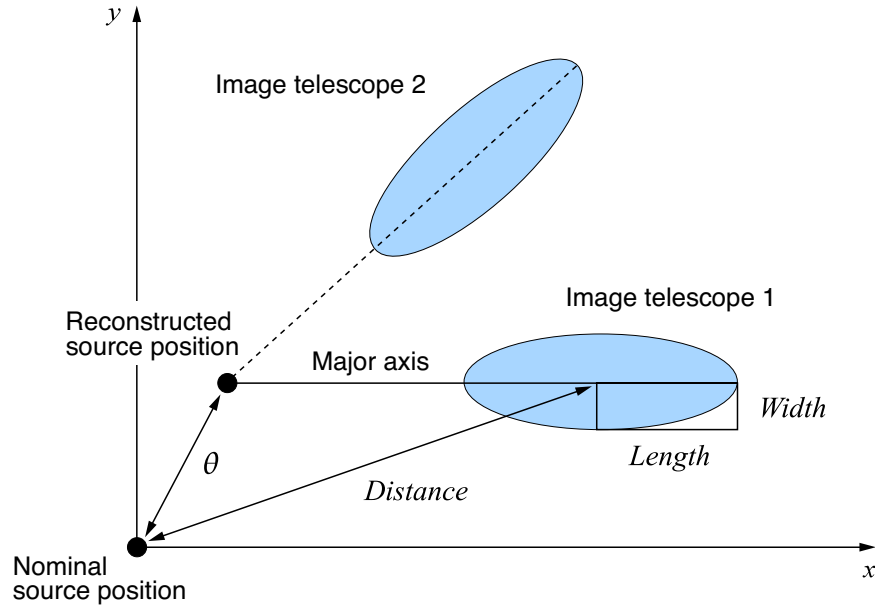 y
Image telescope 2
Image telescope 1
Reconstructed
source position
Major axis
Width
Length
θ
Distance
Nominal
source position
x